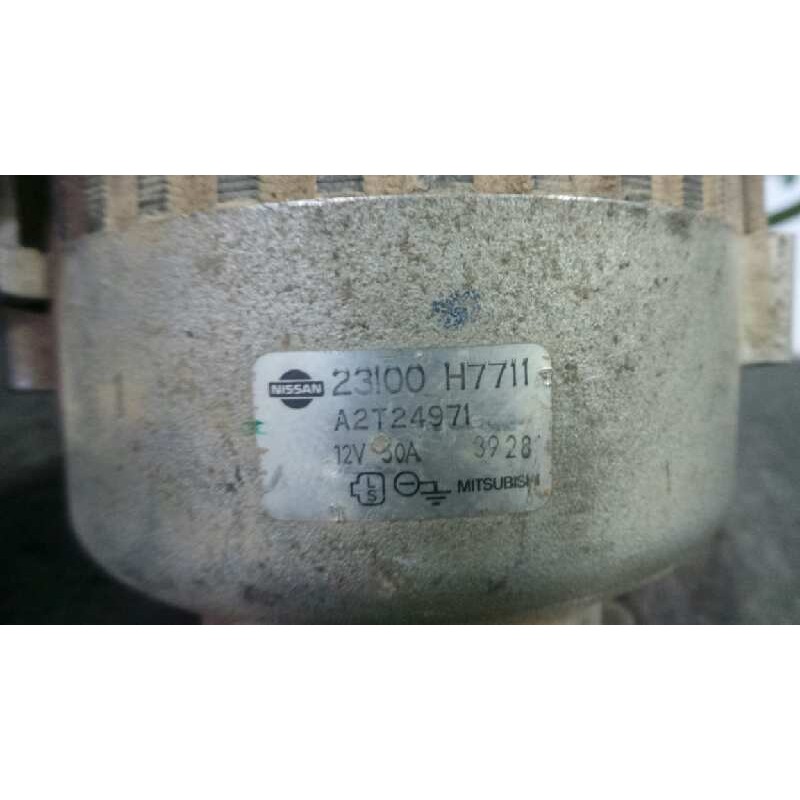 NISSAN 23100 H7711
A2T24971
12V 3928
L
S
MITSUBISHI